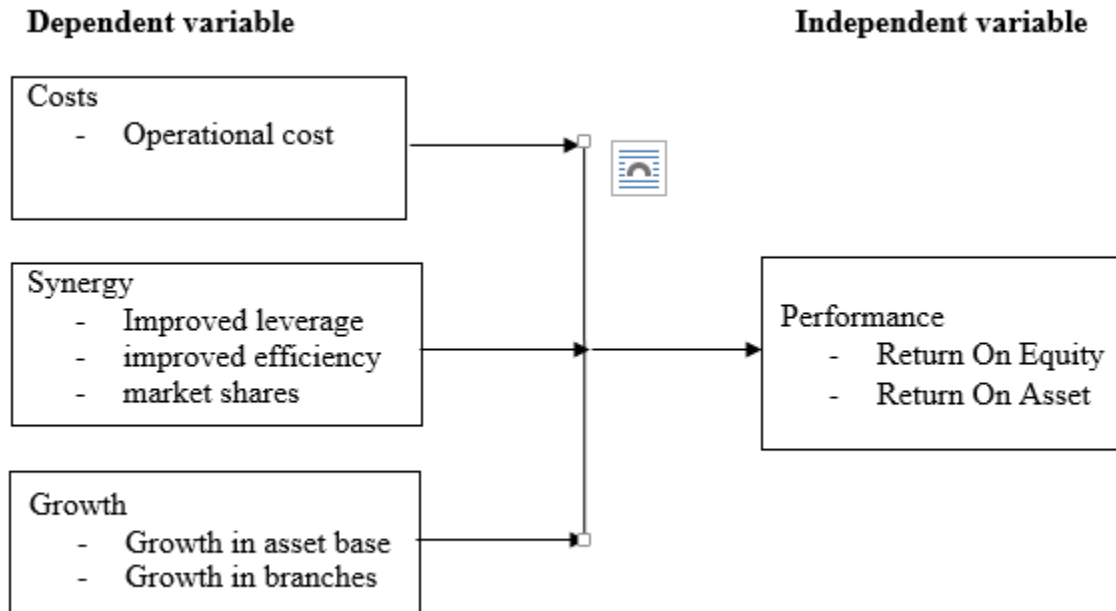 Dependent variable
Independent variable
Costs
- Operational cost
Synergy
- Improved leverage
- improved efficiency
- market shares
Performance
- Return On Equity
- Return On Asset
Growth
- Growth in asset base
- Growth in branches